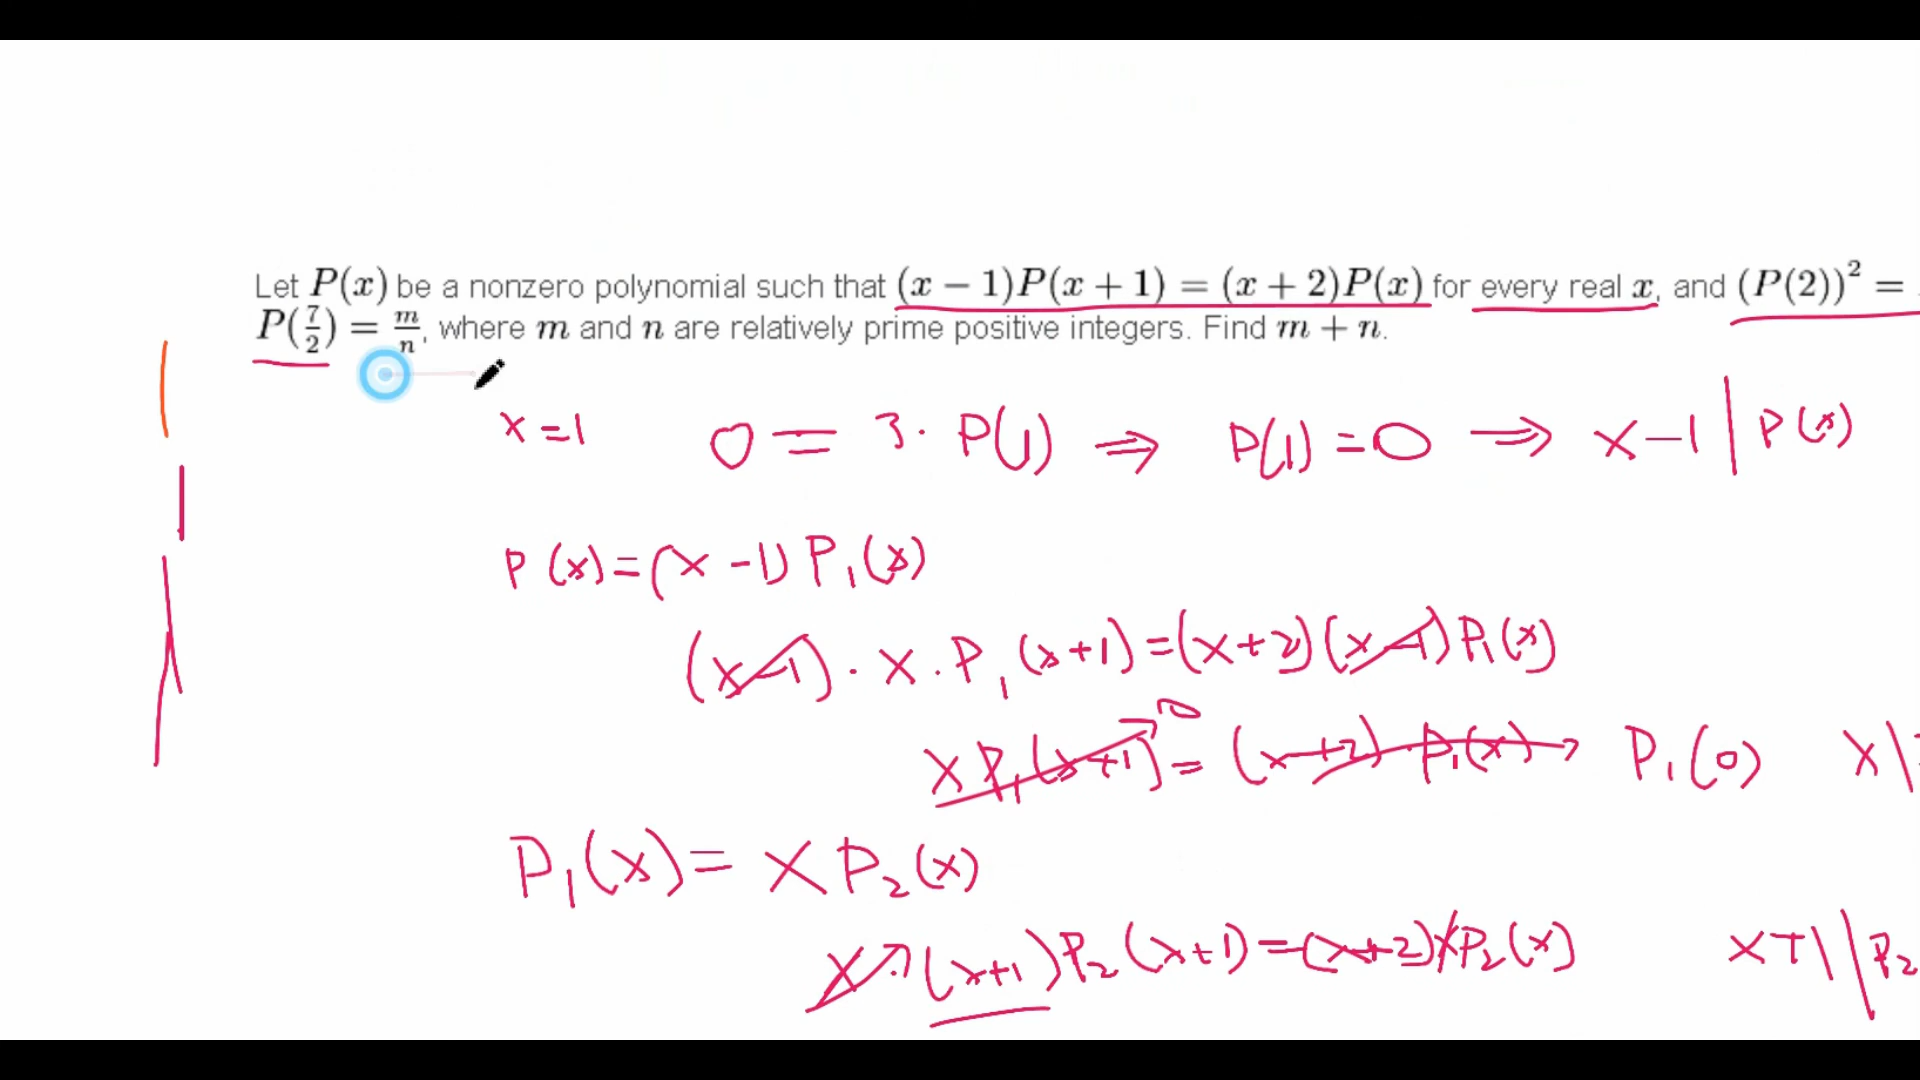 Let P(x) be a nonzero polynomial such that (x − 1)P(x + 1) = (x + 2)P(x) for every real x, and (P(2))² =
P(7/2) = m/n, where m and n are relatively prime positive integers. Find m + n.
x = 1 0 = 3 · P(1) ⇒ P(1) = 0 ⇒ x − 1 | P(x)
P(x) = (x − 1) P₁(x)
(x − 1) · x · P₁(x + 1) = (x + 2)(x − 1) P₁(x)
x P₁(x + 1) = (x + 2) · P₁(x) P₁(0) x |
P₁(x) = x P₂(x)
x · (x + 1) P₂(x + 1) = (x + 2) x P₂(x) x + 1 | P₂